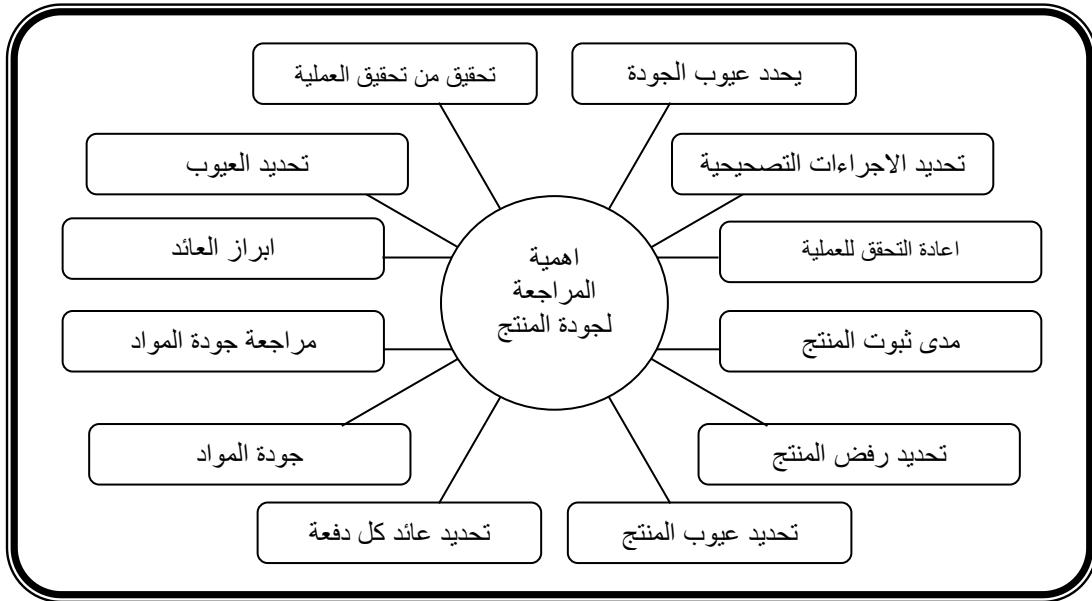 يحدد عيوب الجودة
تحقيق من تحقيق العملية
تحديد الاجراءات التصحيحية
تحديد العيوب
اعادة التحقق للعملية
ابراز العائد
اهمية
المراجعة
لجودة المنتج
مدى ثبوت المنتج
مراجعة جودة المواد
تحديد رفض المنتج
جودة المواد
تحديد عيوب المنتج
تحديد عائد كل دفعة